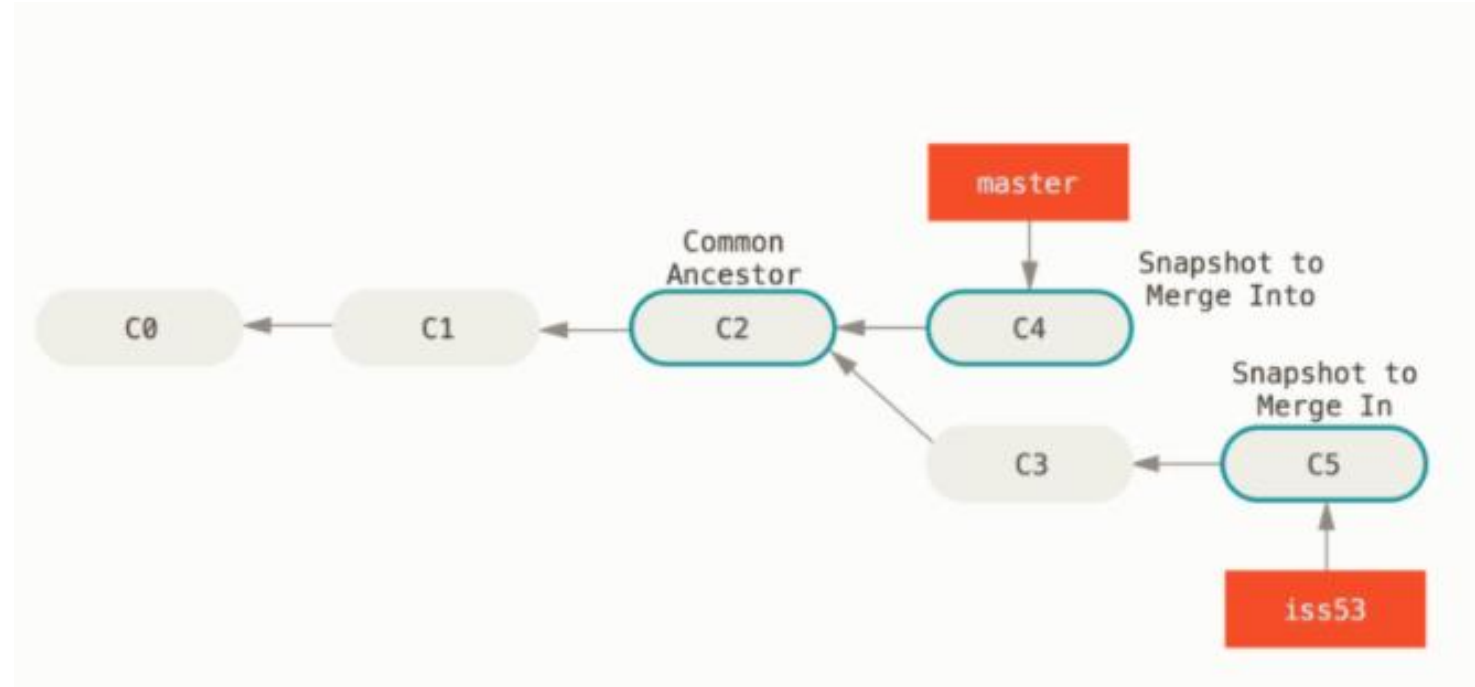 master
Common
Ancestor
Snapshot to
Merge Into
C0
C1
C2
C4
Snapshot to
Merge In
C3
C5
iss53